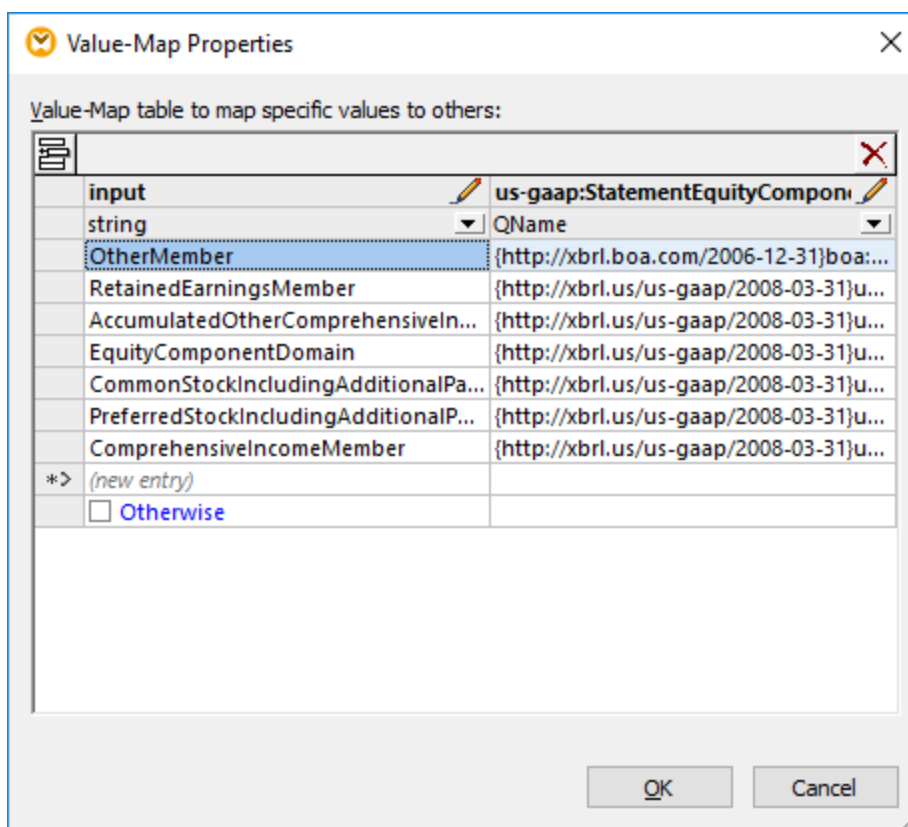 Value-Map Properties
Value-Map table to map specific values to others:
input us-gaap:StatementEquityCompon
string QName
OtherMember {http://xbrl.boa.com/2006-12-31}boa:...
RetainedEarningsMember {http://xbrl.us/us-gaap/2008-03-31}u...
AccumulatedOtherComprehensiveIn... {http://xbrl.us/us-gaap/2008-03-31}u...
EquityComponentDomain {http://xbrl.us/us-gaap/2008-03-31}u...
CommonStockIncludingAdditionalPa... {http://xbrl.us/us-gaap/2008-03-31}u...
PreferredStockIncludingAdditionalP... {http://xbrl.us/us-gaap/2008-03-31}u...
ComprehensiveIncomeMember {http://xbrl.us/us-gaap/2008-03-31}u...
(new entry)
Otherwise
OK Cancel